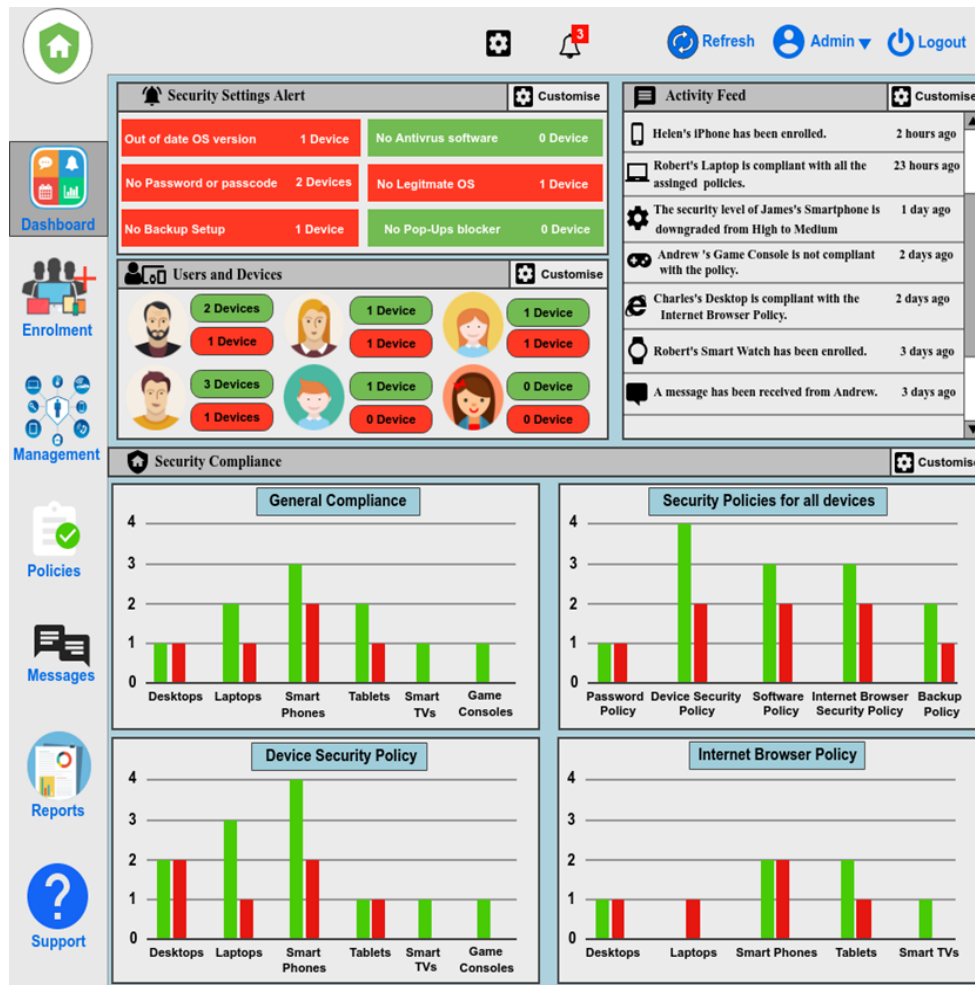 3
Refresh
Admin
Logout
Dashboard
Enrolment
Management
Policies
Messages
Reports
Support
Security Settings Alert
Customise
Out of date OS version 1 Device
No Antivrus software 0 Device
No Password or passcode 2 Devices
No Legitmate OS 1 Device
No Backup Setup 1 Device
No Pop-Ups blocker 0 Device
Activity Feed
Customise
Helen's iPhone has been enrolled. 2 hours ago
Robert's Laptop is compliant with all the 23 hours ago
assinged policies.
The security level of James's Smartphone is 1 day ago
downgraded from High to Medium
Andrew 's Game Console is not compliant 2 days ago
with the policy.
Charles's Desktop is compliant with the 2 days ago
Internet Browser Policy.
Robert's Smart Watch has been enrolled. 3 days ago
A message has been received from Andrew. 3 days ago
Users and Devices
Customise
2 Devices
1 Device
1 Device
1 Device
1 Device
1 Device
3 Devices
1 Devices
1 Device
0 Device
0 Device
0 Device
Security Compliance
Customise
General Compliance
4
3
2
1
0
Desktops Laptops Smart Tablets Smart Game
Phones TVs Consoles
Security Policies for all devices
4
3
2
1
0
Password Device Security Software Internet Browser Backup
Policy Policy Policy Security Policy Policy
Device Security Policy
4
3
2
1
0
Desktops Laptops Smart Tablets Smart Game
Phones TVs Consoles
Internet Browser Policy
4
3
2
1
0
Desktops Laptops Smart Phones Tablets Smart TVs